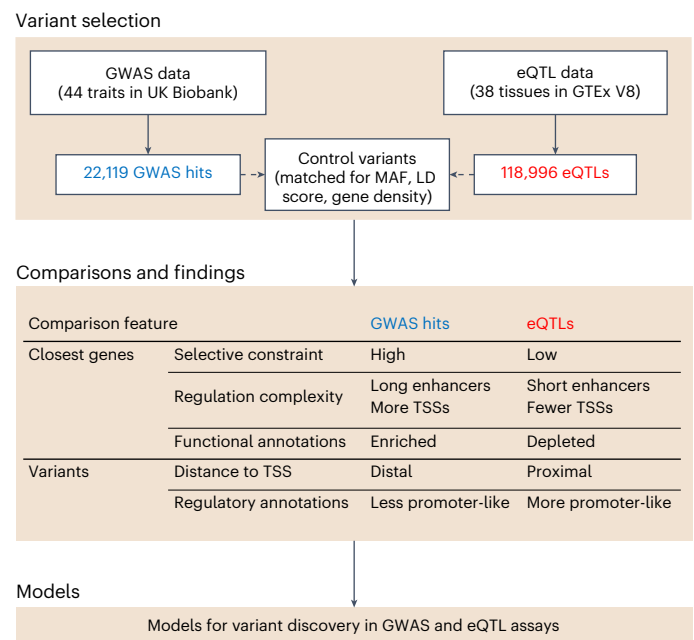 Variant selection
GWAS data
(44 traits in UK Biobank)
eQTL data
(38 tissues in GTEx V8)
22,119 GWAS hits
Control variants
(matched for MAF, LD
score, gene density)
118,996 eQTLs
Comparisons and findings
Comparison feature GWAS hits eQTLs
Closest genes Selective constraint High Low
Regulation complexity Long enhancers Short enhancers
More TSSs Fewer TSSs
Functional annotations Enriched Depleted
Variants Distance to TSS Distal Proximal
Regulatory annotations Less promoter-like More promoter-like
Models
Models for variant discovery in GWAS and eQTL assays